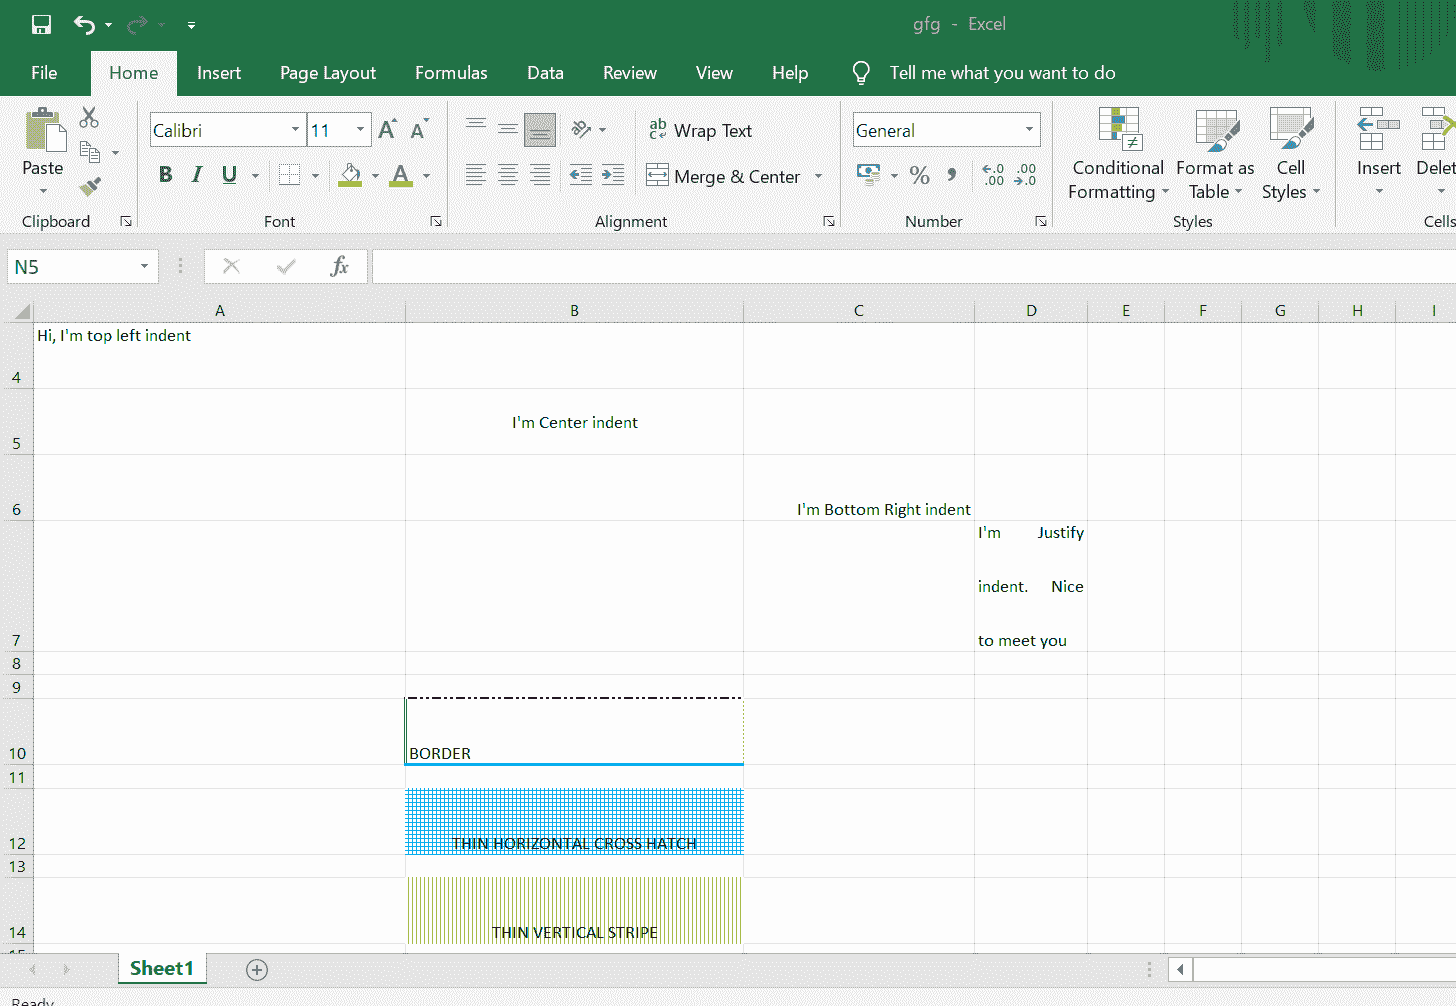 gfg - Excel
File Home Insert Page Layout Formulas Data Review View Help Tell me what you want to do
Calibri 11 A A ab c Wrap Text General
Paste B I U A Merge & Center % , .0 .00 .00 .0 Conditional Formatting Format as Table Cell Styles Insert Delet
Clipboard Font Alignment Number Styles Cells
N5 fx
A B C D E F G H I
Hi, I'm top left indent
4
I'm Center indent
5
6 I'm Bottom Right indent
I'm Justify
indent. Nice
7 to meet you
8
9
10 BORDER
11
12 THIN HORIZONTAL CROSS HATCH
13
14 THIN VERTICAL STRIPE
15
Sheet1
Ready